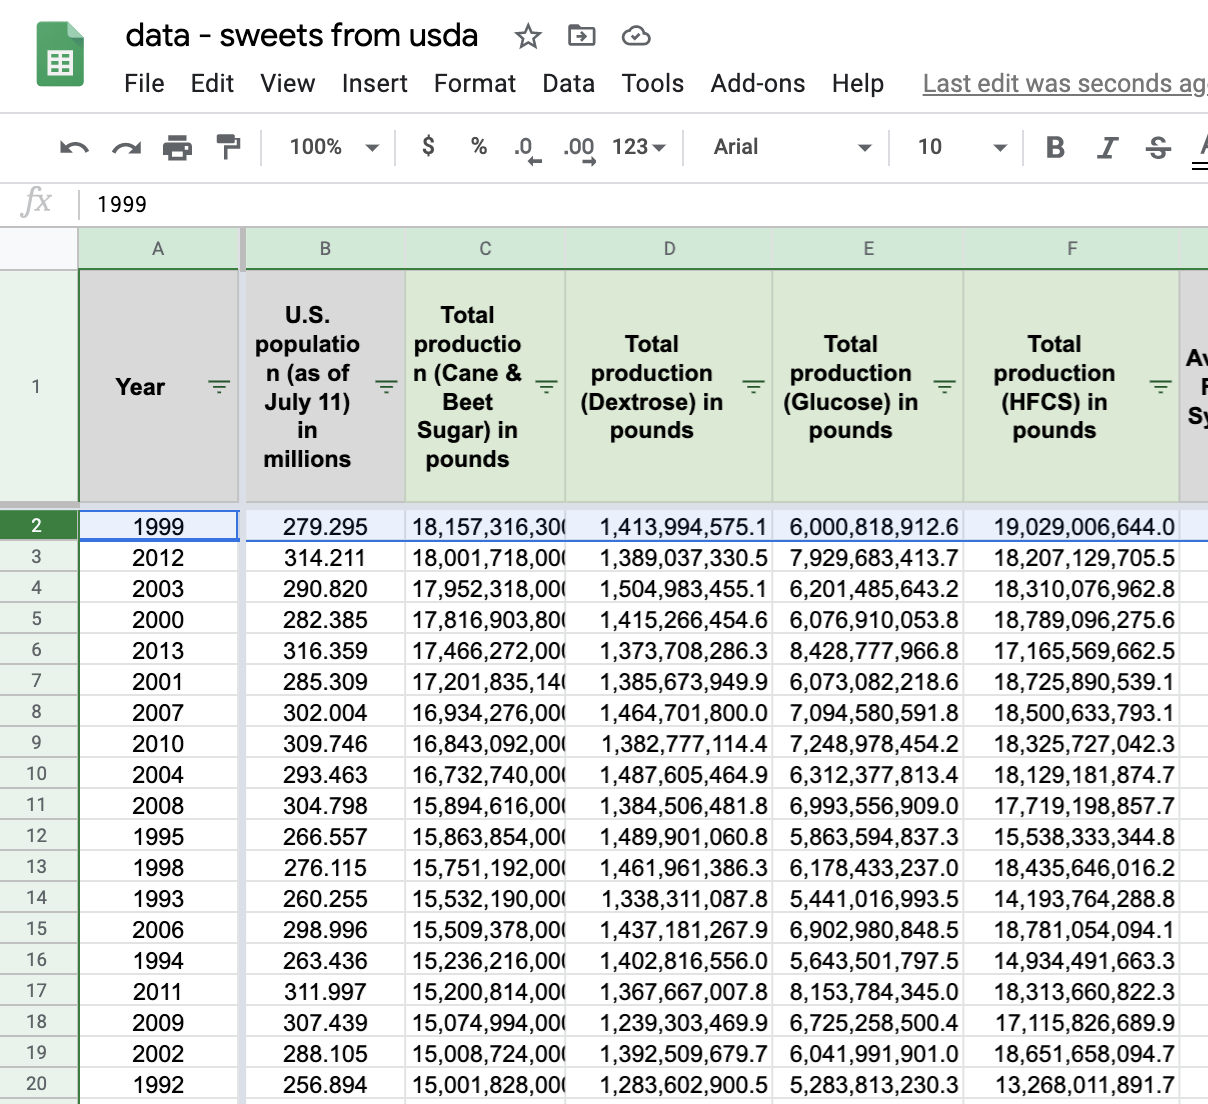 data - sweets from usda
File Edit View Insert Format Data Tools Add-ons Help Last edit was seconds
100% $ % .0 .00 123 Arial 10 B I S
fx 1999
A B C D E F
1 Year U.S. populatio n (as of July 11) in millions Total productio n (Cane & Beet Sugar) in pounds Total production (Dextrose) in pounds Total production (Glucose) in pounds Total production (HFCS) in pounds
2 1999 279.295 18,157,316,300 1,413,994,575.1 6,000,818,912.6 19,029,006,644.0
3 2012 314.211 18,001,718,000 1,389,037,330.5 7,929,683,413.7 18,207,129,705.5
4 2003 290.820 17,952,318,000 1,504,983,455.1 6,201,485,643.2 18,310,076,962.8
5 2000 282.385 17,816,903,800 1,415,266,454.6 6,076,910,053.8 18,789,096,275.6
6 2013 316.359 17,466,272,000 1,373,708,286.3 8,428,777,966.8 17,165,569,662.5
7 2001 285.309 17,201,835,140 1,385,673,949.9 6,073,082,218.6 18,725,890,539.1
8 2007 302.004 16,934,276,000 1,464,701,800.0 7,094,580,591.8 18,500,633,793.1
9 2010 309.746 16,843,092,000 1,382,777,114.4 7,248,978,454.2 18,325,727,042.3
10 2004 293.463 16,732,740,000 1,487,605,464.9 6,312,377,813.4 18,129,181,874.7
11 2008 304.798 15,894,616,000 1,384,506,481.8 6,993,556,909.0 17,719,198,857.7
12 1995 266.557 15,863,854,000 1,489,901,060.8 5,863,594,837.3 15,538,333,344.8
13 1998 276.115 15,751,192,000 1,461,961,386.3 6,178,433,237.0 18,435,646,016.2
14 1993 260.255 15,532,190,000 1,338,311,087.8 5,441,016,993.5 14,193,764,288.8
15 2006 298.996 15,509,378,000 1,437,181,267.9 6,902,980,848.5 18,781,054,094.1
16 1994 263.436 15,236,216,000 1,402,816,556.0 5,643,501,797.5 14,934,491,663.3
17 2011 311.997 15,200,814,000 1,367,667,007.8 8,153,784,345.0 18,313,660,822.3
18 2009 307.439 15,074,994,000 1,239,303,469.9 6,725,258,500.4 17,115,826,689.9
19 2002 288.105 15,008,724,000 1,392,509,679.7 6,041,991,901.0 18,651,658,094.7
20 1992 256.894 15,001,828,000 1,283,602,900.5 5,283,813,230.3 13,268,011,891.7